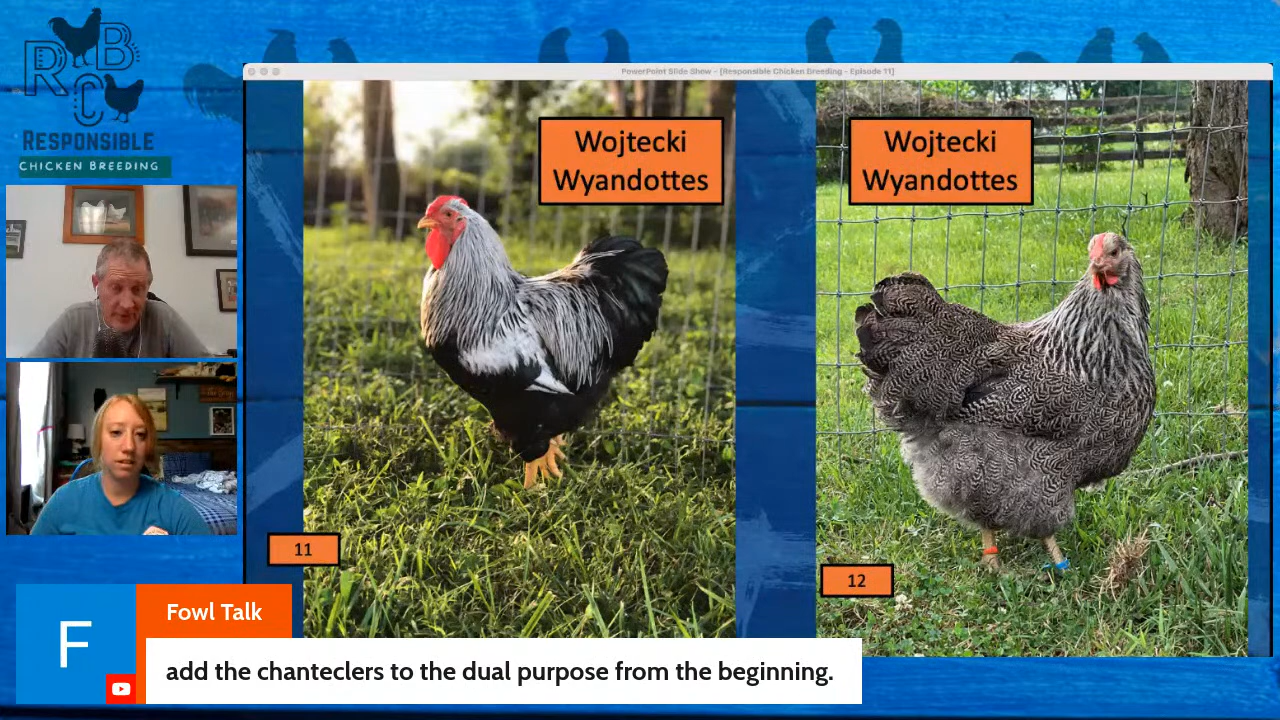 RBC
RESPONSIBLE
CHICKEN BREEDING
PowerPoint Slide Show - [Responsible Chicken Breeding - Episode 11]
Wojtecki
Wyandottes
Wojtecki
Wyandottes
11
12
F
Fowl Talk
add the chanteclers to the dual purpose from the beginning.